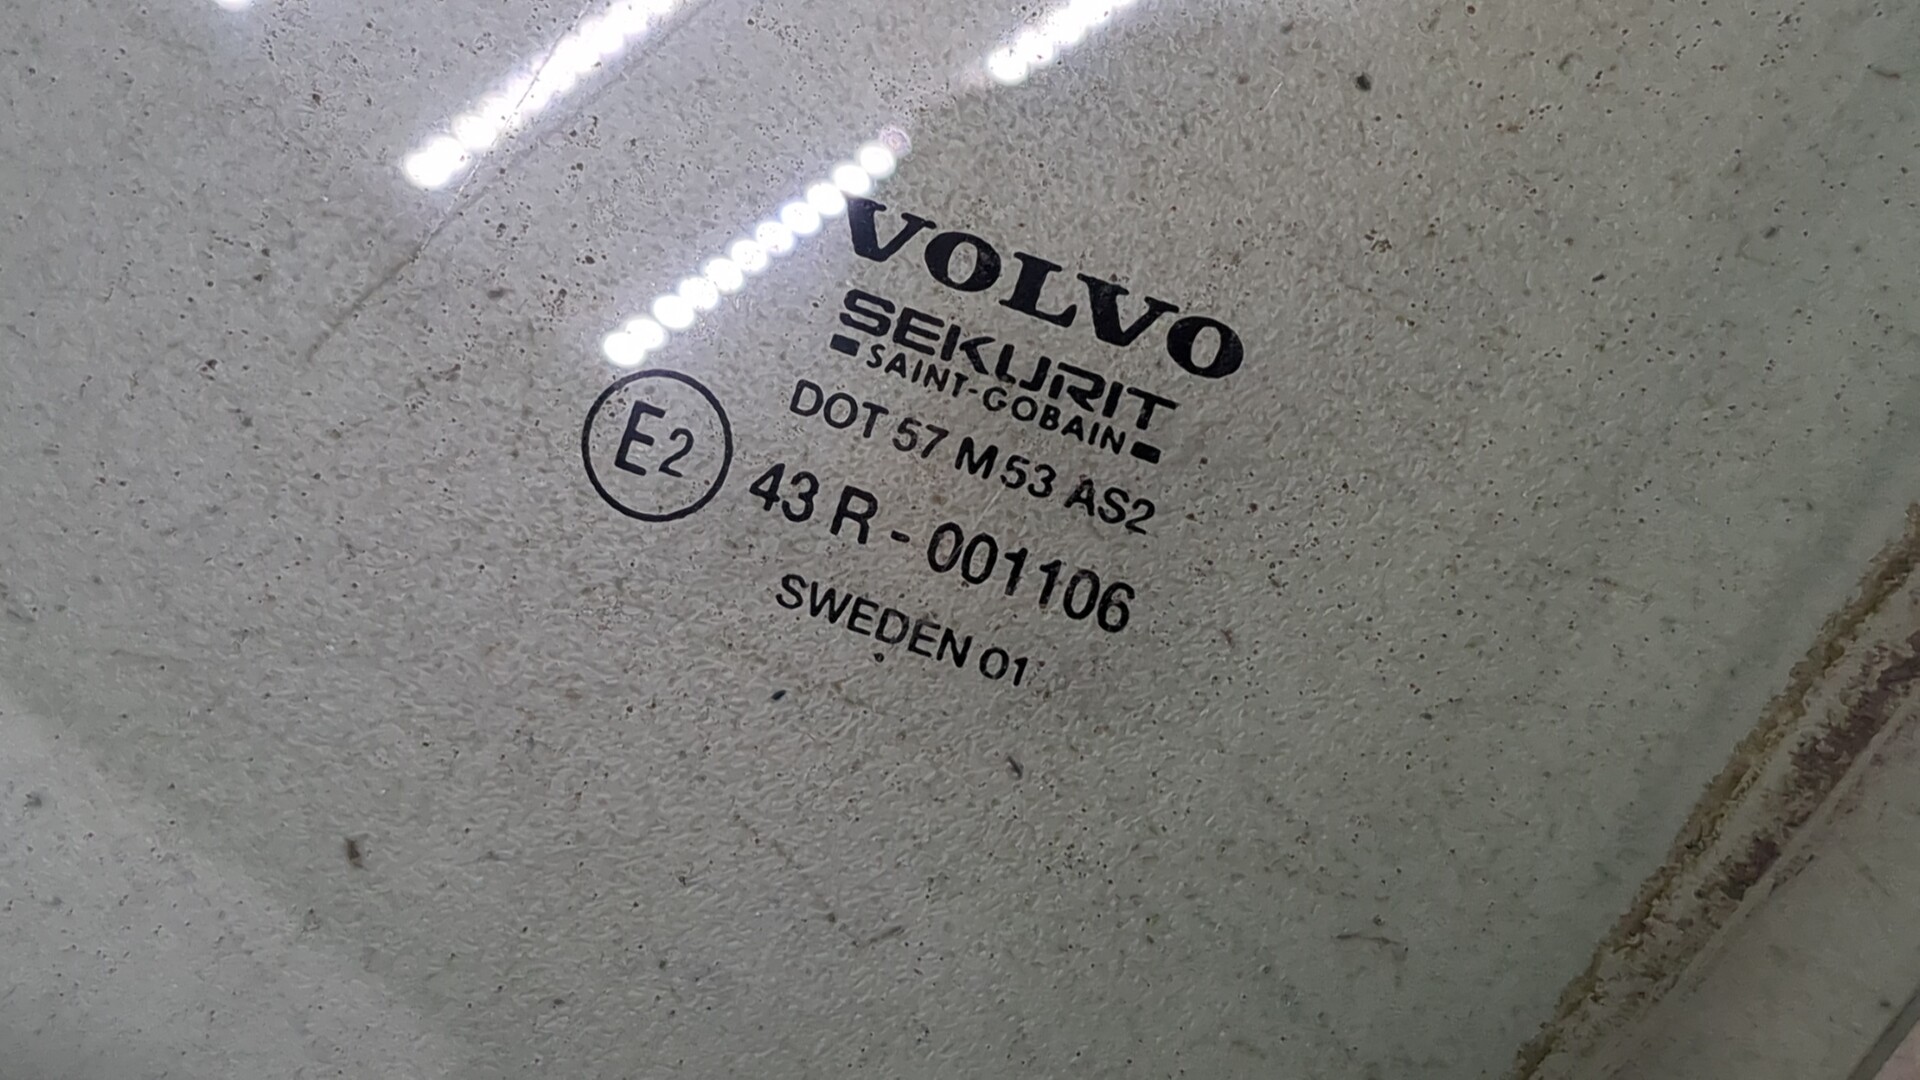 VOLVO
SEKURIT
SAINT-GOBAIN
DOT 57 M53 AS2
E2 43 R - 001106
SWEDEN 01